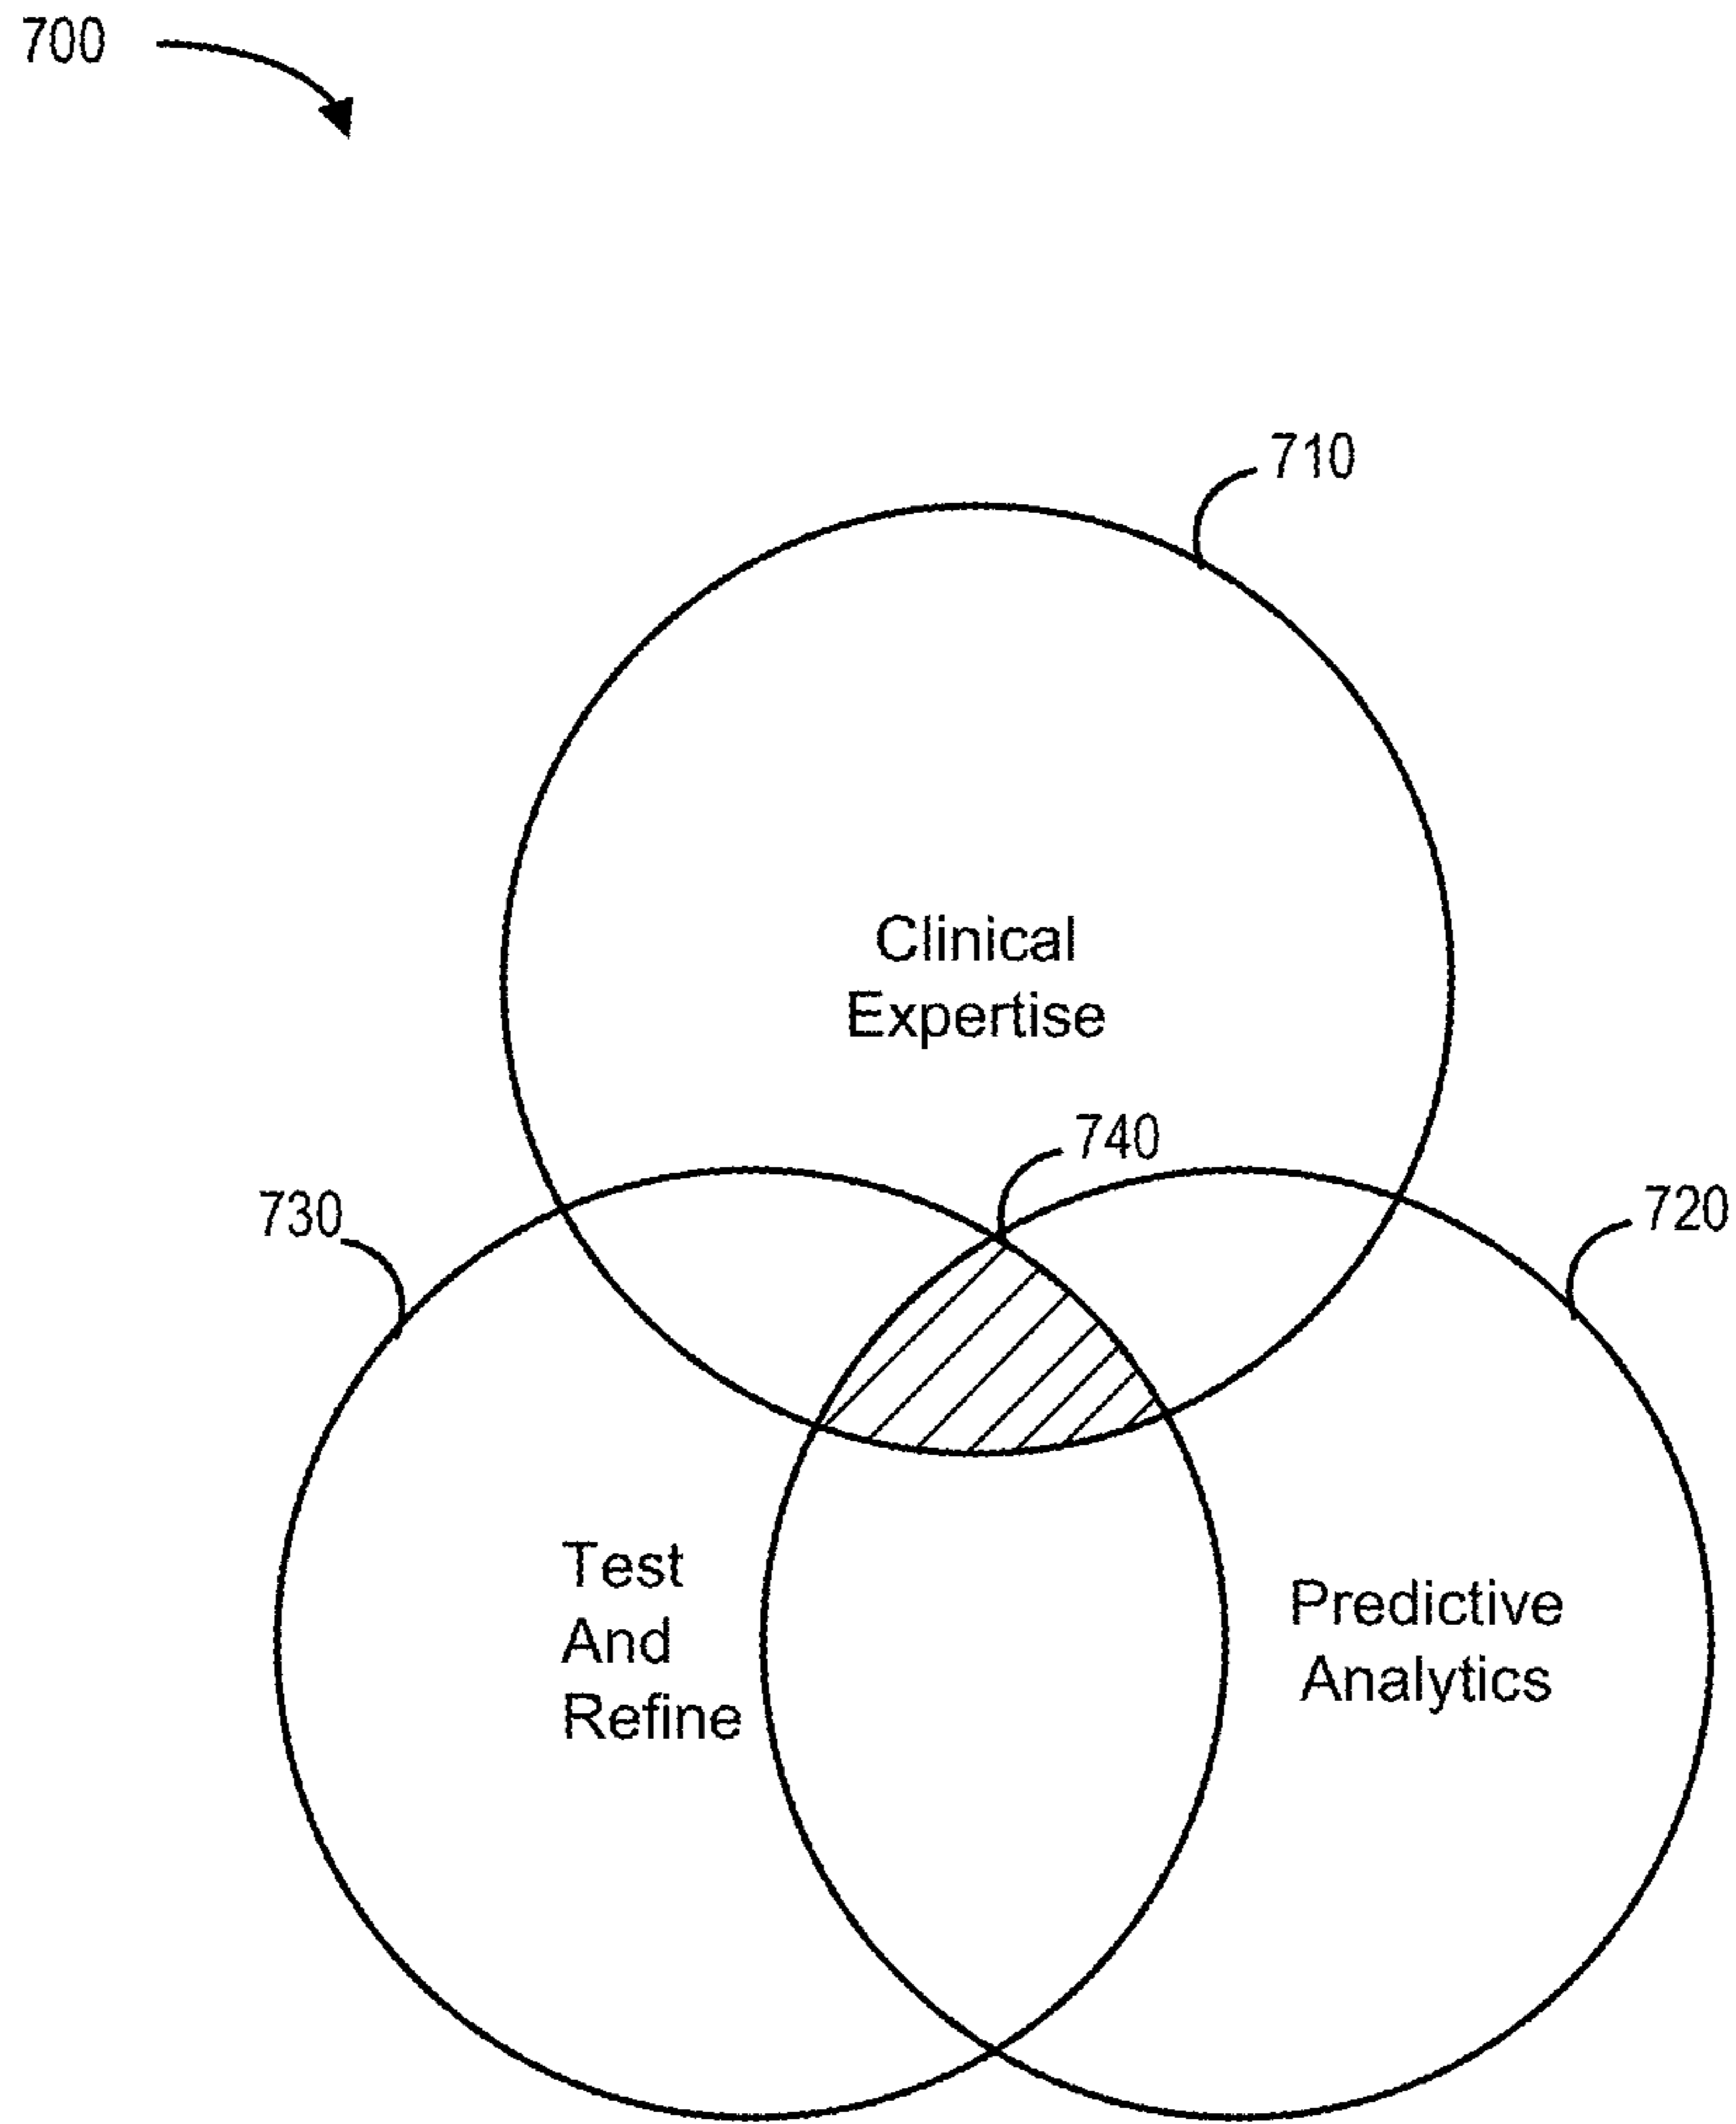 700
710
Clinical
Expertise
740
730
720
Test
And
Refine
Predictive
Analytics